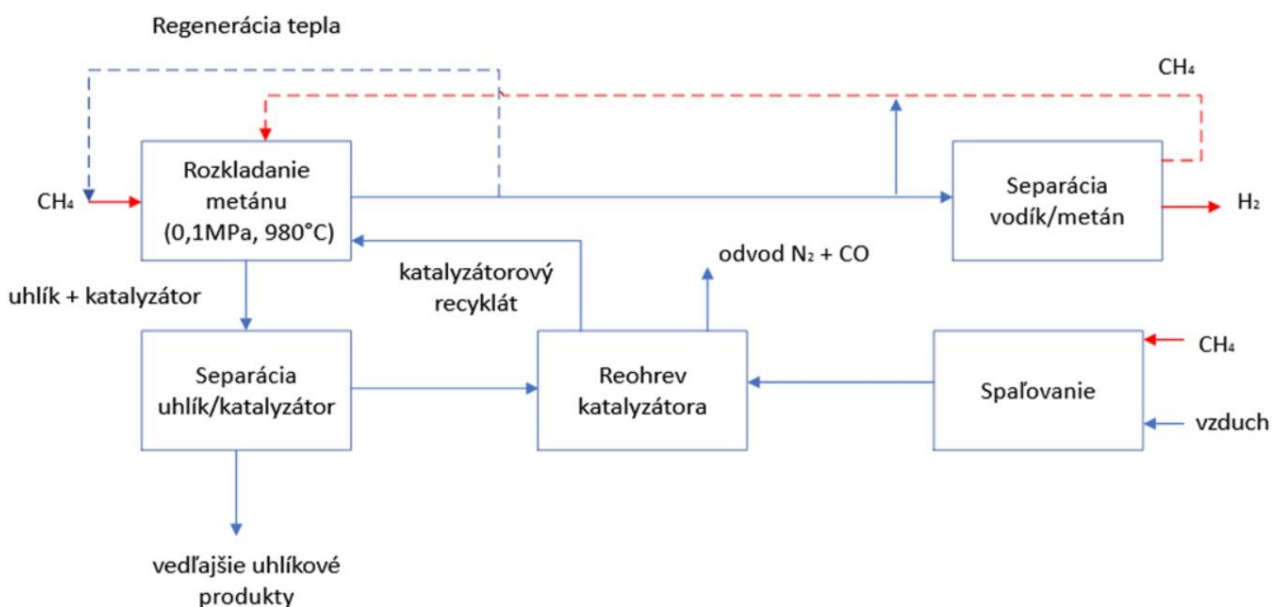 Regenerácia tepla
CH₄
Rozkladanie
metánu
(0,1MPa, 980°C)
CH₄
Separácia
vodík/metán
H₂
odvod N₂ + CO
katalyzátorový
recyklát
uhlík + katalyzátor
Separácia
uhlík/katalyzátor
Reohrev
katalyzátora
Spaľovanie
CH₄
vzduch
vedľajšie uhlíkové
produkty